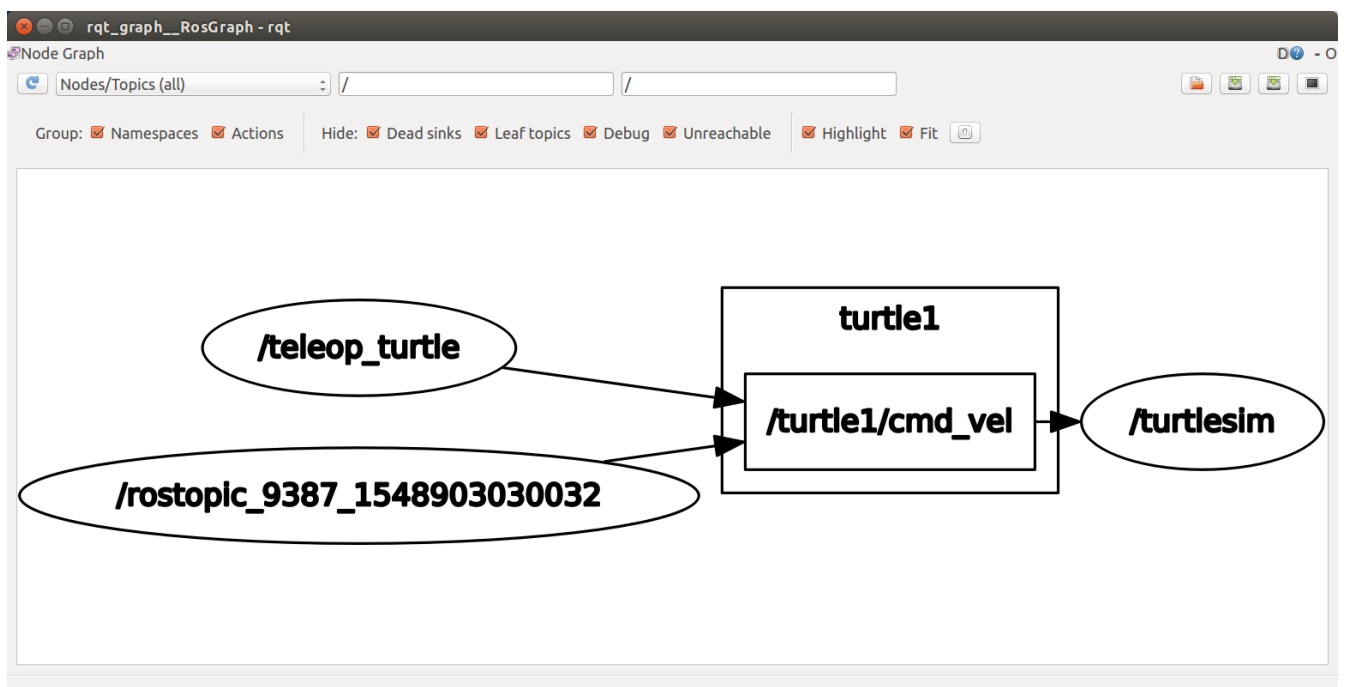 rqt_graph__RosGraph - rqt
Node Graph
D - O
Nodes/Topics (all) / /
Group: Namespaces Actions Hide: Dead sinks Leaf topics Debug Unreachable Highlight Fit
turtle1
/teleop_turtle
/turtle1/cmd_vel
/turtlesim
/rostopic_9387_1548903030032